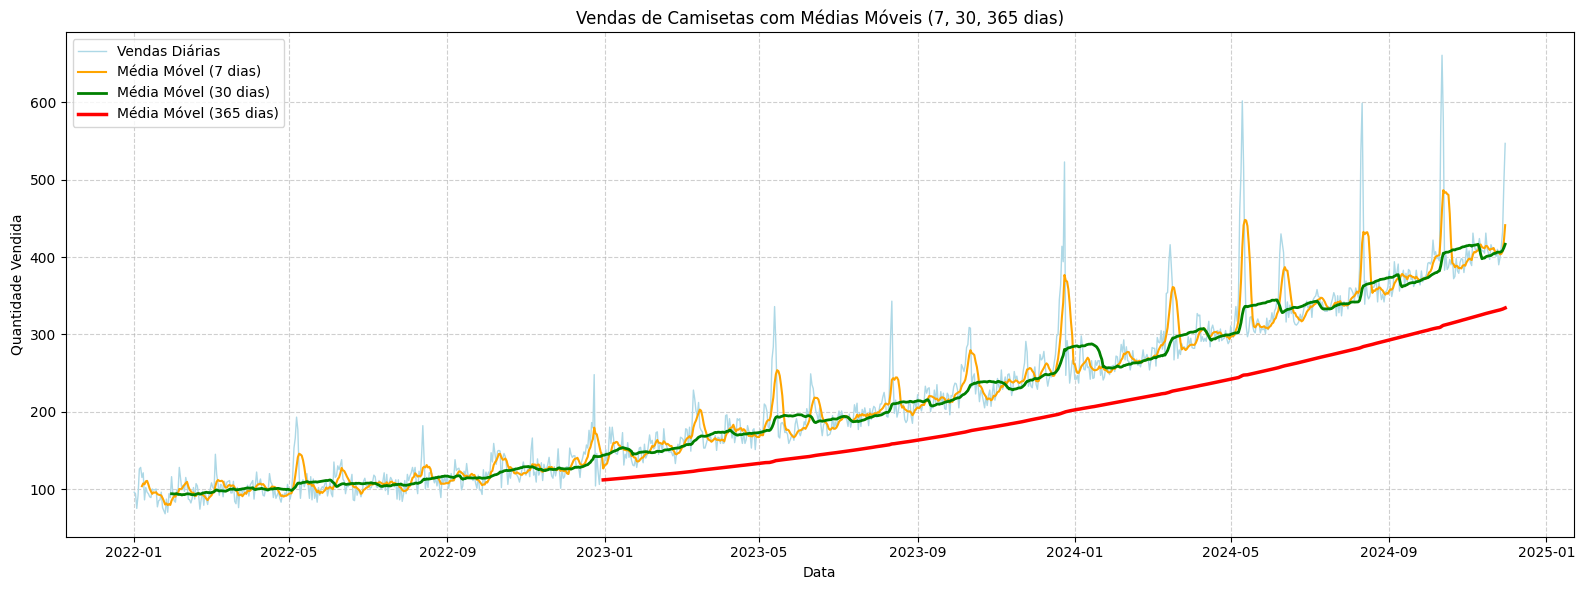 Vendas de Camisetas com Médias Móveis (7, 30, 365 dias)
Vendas Diárias
Média Móvel (7 dias)
Média Móvel (30 dias)
Média Móvel (365 dias)
Quantidade Vendida
600
500
400
300
200
100
2022-01
2022-05
2022-09
2023-01
2023-05
2023-09
2024-01
2024-05
2024-09
2025-01
Data